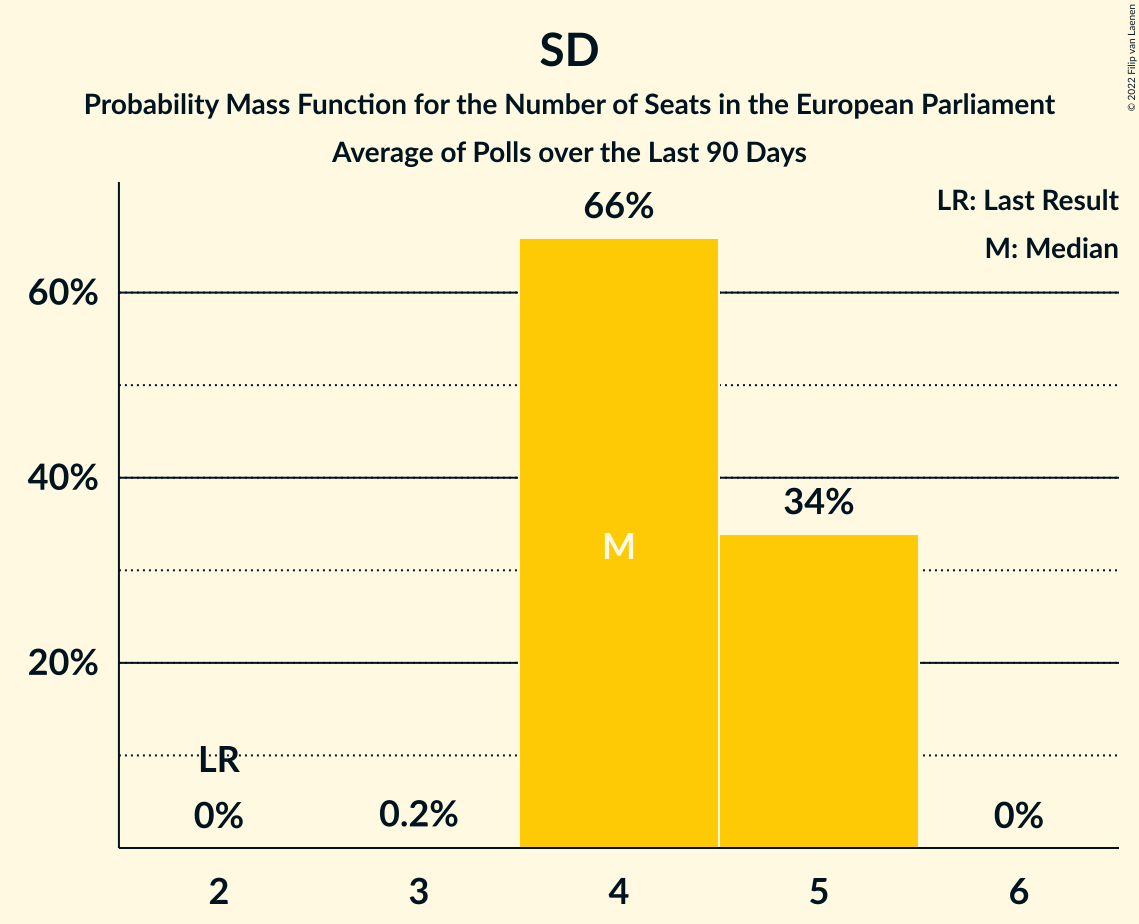 SD
Probability Mass Function for the Number of Seats in the European Parliament
Average of Polls over the Last 90 Days
© 2022 Filip van Laenen
LR: Last Result
M: Median
66%
60%
40%
34%
M
20%
LR
0%
0.2%
0%
2
3
4
5
6